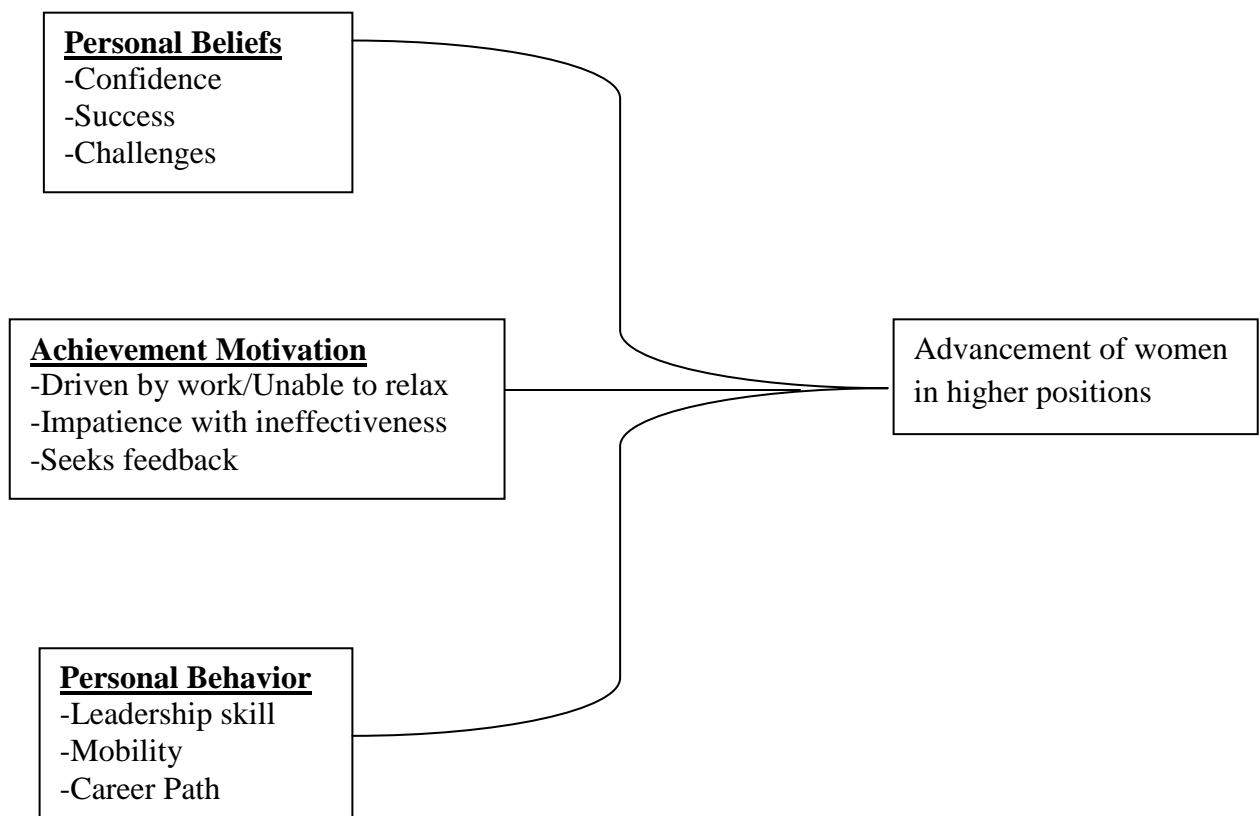 Personal Beliefs
-Confidence
-Success
-Challenges
Achievement Motivation
-Driven by work/Unable to relax
-Impatience with ineffectiveness
-Seeks feedback
Advancement of women
in higher positions
Personal Behavior
-Leadership skill
-Mobility
-Career Path